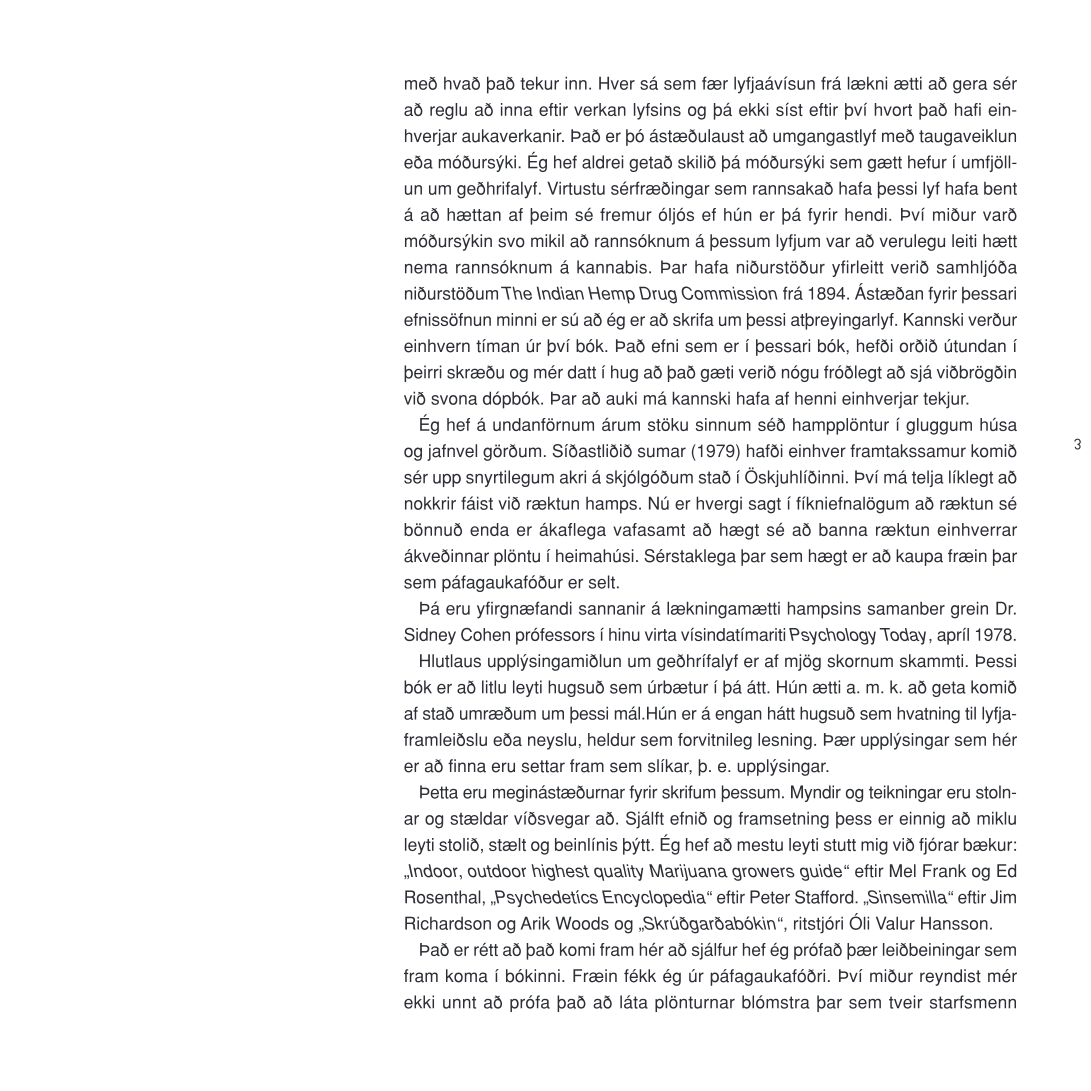 með hvað það tekur inn. Hver sá sem fær lyfjaávísun frá lækni ætti að gera sér
að reglu að inna eftir verkan lyfsins og þá ekki síst eftir því hvort það hafi ein-
hverjar aukaverkanir. Það er þó ástæðulaust að umgangastlyf með taugaveiklun
eða móðursýki. Ég hef aldrei getað skilið þá móðursýki sem gætt hefur í umfjöll-
un um geðhrifalyf. Virtustu sérfræðingar sem rannsakað hafa þessi lyf hafa bent
á að hættan af þeim sé fremur óljós ef hún er þá fyrir hendi. Því miður varð
móðursýkin svo mikil að rannsóknum á þessum lyfjum var að verulegu leiti hætt
nema rannsóknum á kannabis. Þar hafa niðurstöður yfirleitt verið samhljóða
niðurstöðum The Indian Hemp Drug Commission frá 1894. Ástæðan fyrir þessari
efnissöfnun minni er sú að ég er að skrifa um þessi atþreyingarlyf. Kannski verður
einhvern tíman úr því bók. Það efni sem er í þessari bók, hefði orðið útundan í
þeirri skræðu og mér datt í hug að það gæti verið nógu fróðlegt að sjá viðbrögðin
við svona dópbók. Þar að auki má kannski hafa af henni einhverjar tekjur.
Ég hef á undanförnum árum stöku sinnum séð hampplöntur í gluggum húsa
og jafnvel görðum. Síðastliðið sumar (1979) hafði einhver framtakssamur komið
sér upp snyrtilegum akri á skjólgóðum stað í Öskjuhlíðinni. Því má telja líklegt að
nokkrir fáist við ræktun hamps. Nú er hvergi sagt í fíkniefnalögum að ræktun sé
bönnuð enda er ákaflega vafasamt að hægt sé að banna ræktun einhverrar
ákveðinnar plöntu í heimahúsi. Sérstaklega þar sem hægt er að kaupa fræin þar
sem páfagaukafóður er selt.
Þá eru yfirgnæfandi sannanir á lækningamætti hampsins samanber grein Dr.
Sidney Cohen prófessors í hinu virta vísindatímariti Psychology Today, apríl 1978.
Hlutlaus upplýsingamiðlun um geðhrífalyf er af mjög skornum skammti. Þessi
bók er að litlu leyti hugsuð sem úrbætur í þá átt. Hún ætti a. m. k. að geta komið
af stað umræðum um þessi mál.Hún er á engan hátt hugsuð sem hvatning til lyfja-
framleiðslu eða neyslu, heldur sem forvitnileg lesning. Þær upplýsingar sem hér
er að finna eru settar fram sem slíkar, þ. e. upplýsingar.
Þetta eru meginástæðurnar fyrir skrifum þessum. Myndir og teikningar eru stoln-
ar og stældar víðsvegar að. Sjálft efnið og framsetning þess er einnig að miklu
leyti stolið, stælt og beinlínis þýtt. Ég hef að mestu leyti stutt mig við fjórar bækur:
„Indoor, outdoor highest quality Marijuana growers guide“ eftir Mel Frank og Ed
Rosenthal, „Psychedetícs Encyclopedia“ eftir Peter Stafford. „Sinsemilla“ eftir Jim
Richardson og Arik Woods og „Skrúðgarðabókin“, ritstjóri Óli Valur Hansson.
Það er rétt að það komi fram hér að sjálfur hef ég prófað þær leiðbeiningar sem
fram koma í bókinni. Fræin fékk ég úr páfagaukafóðri. Því miður reyndist mér
ekki unnt að prófa það að láta plönturnar blómstra þar sem tveir starfsmenn
3